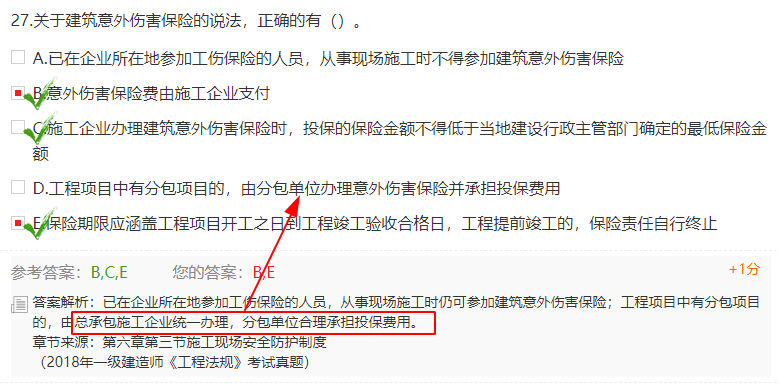 27.关于建筑意外伤害保险的说法，正确的有（）。
A.已在企业所在地参加工伤保险的人员，从事现场施工时不得参加建筑意外伤害保险
B.意外伤害保险费由施工企业支付
C.施工企业办理建筑意外伤害保险时，投保的保险金额不得低于当地建设行政主管部门确定的最低保险金
额
D.工程项目中有分包项目的，由分包单位办理意外伤害保险并承担投保费用
E.保险期限应涵盖工程项目开工之日到工程竣工验收合格日，工程提前竣工的，保险责任自行终止
参考答案：B,C,E 您的答案：B,E +1分
答案解析：已在企业所在地参加工伤保险的人员，从事现场施工时仍可参加建筑意外伤害保险；工程项目中有分包项目
的，由总承包施工企业统一办理，分包单位合理承担投保费用。
章节来源：第六章第三节施工现场安全防护制度
（2018年一级建造师《工程法规》考试真题）